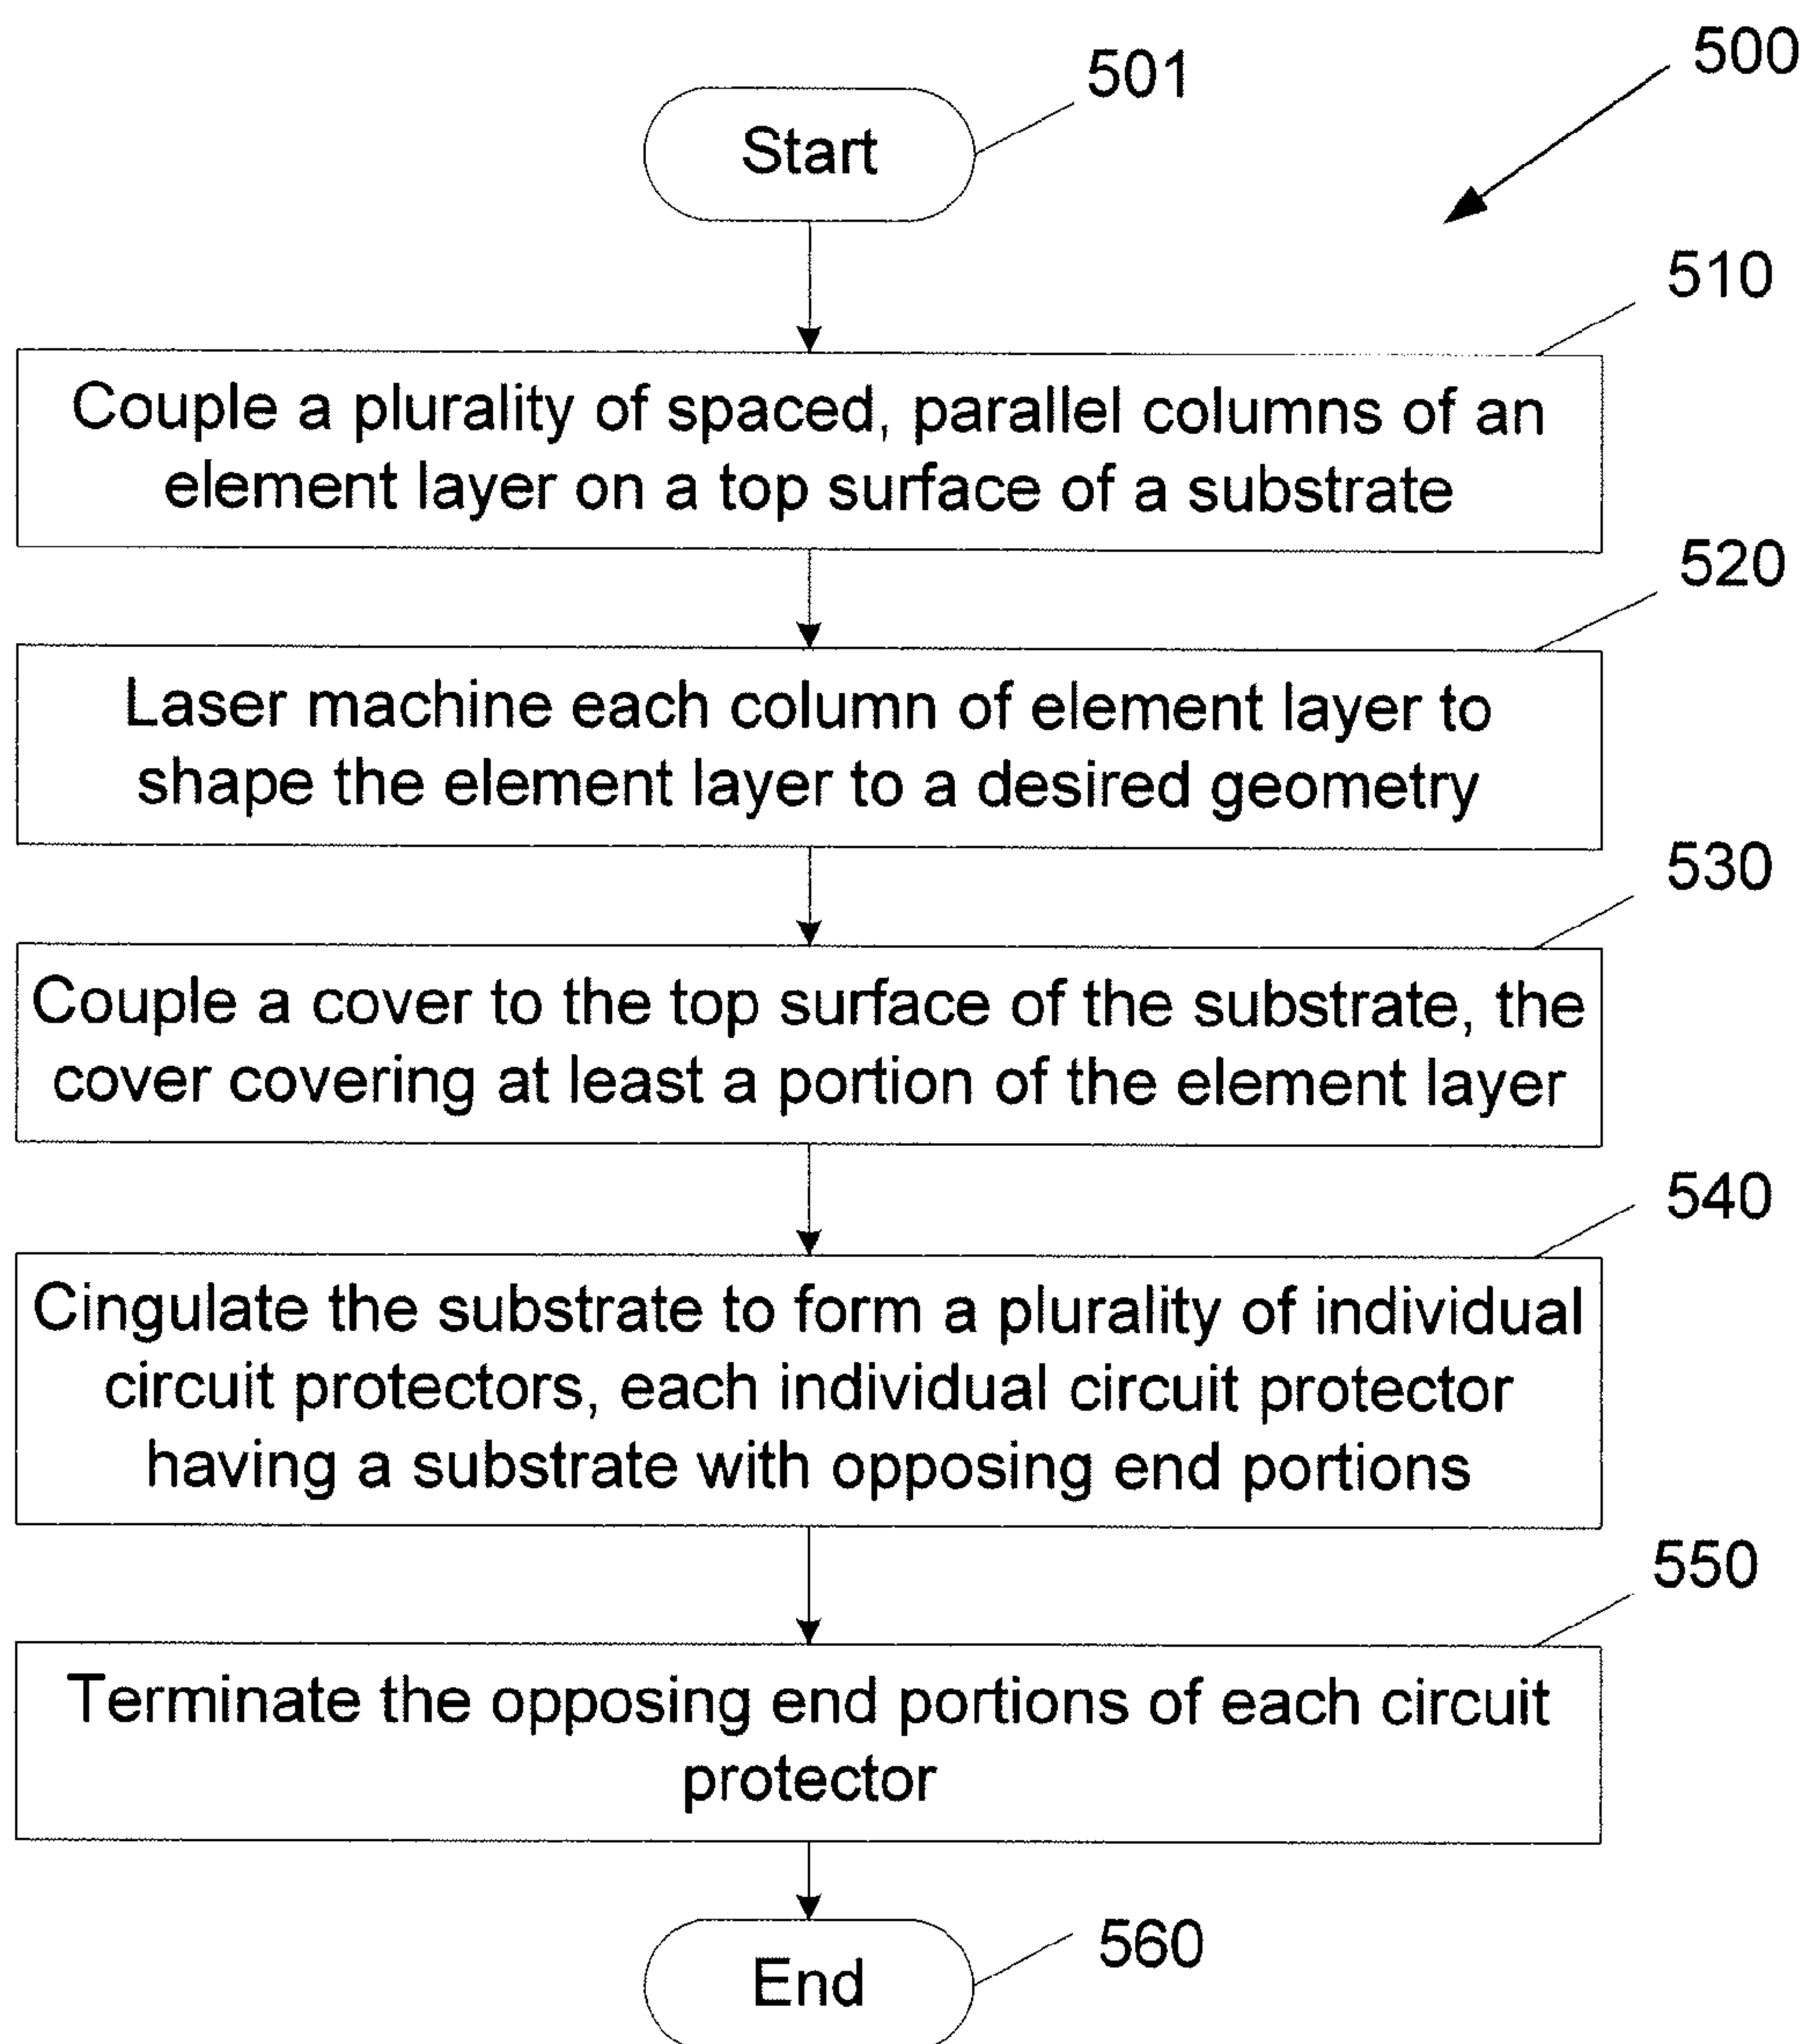 500
501
Start
510
Couple a plurality of spaced, parallel columns of an
element layer on a top surface of a substrate
520
Laser machine each column of element layer to
shape the element layer to a desired geometry
530
Couple a cover to the top surface of the substrate, the
cover covering at least a portion of the element layer
540
Cingulate the substrate to form a plurality of individual
circuit protectors, each individual circuit protector
having a substrate with opposing end portions
550
Terminate the opposing end portions of each circuit
protector
560
End